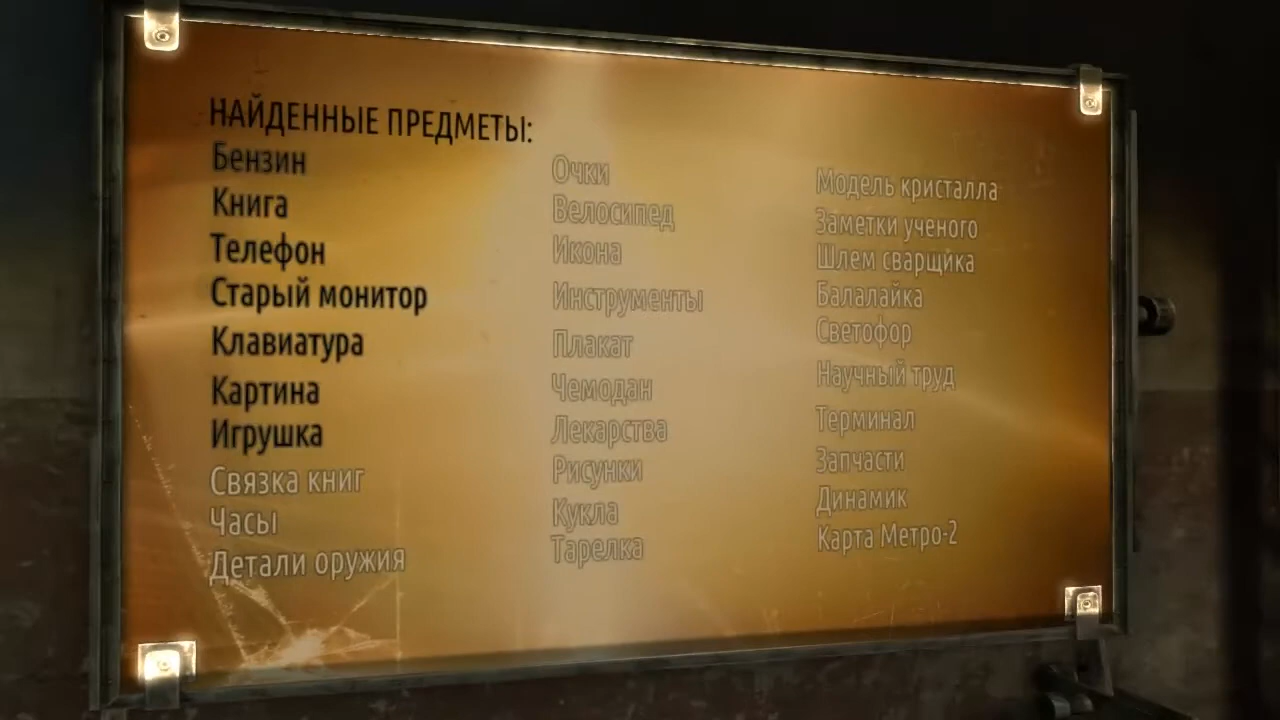 НАЙДЕННЫЕ ПРЕДМЕТЫ:
Бензин
Книга
Телефон
Старый монитор
Клавиатура
Картина
Игрушка
Связка книг
Часы
Детали оружия
Очки
Велосипед
Икона
Инструменты
Плакат
Чемодан
Лекарства
Рисунки
Кукла
Тарелка
Модель кристалла
Заметки ученого
Шлем сварщика
Балалайка
Светофор
Научный труд
Терминал
Запчасти
Динамик
Карта Метро-2